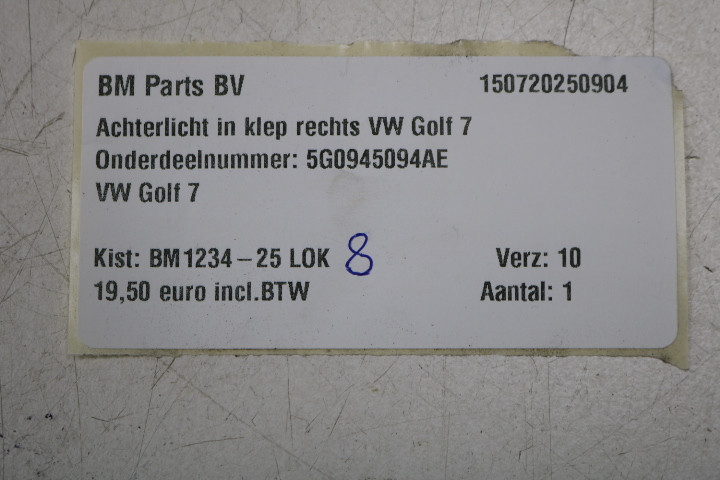 BM Parts BV 150720250904
Achterlicht in klep rechts VW Golf 7
Onderdeelnummer: 5G0945094AE
VW Golf 7
Kist: BM1234-25 LOK 8 Verz: 10
19,50 euro incl.BTW Aantal: 1